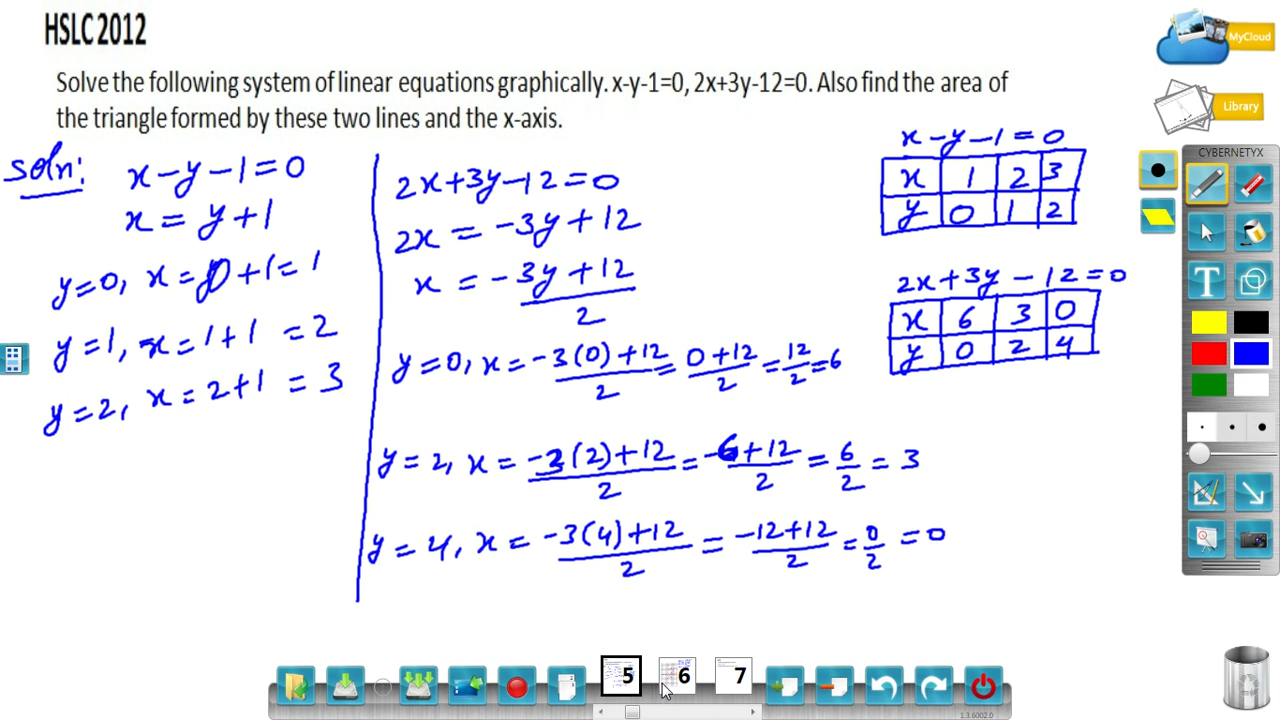 HSLC 2012
Solve the following system of linear equations graphically. x-y-1=0, 2x+3y-12=0. Also find the area of
the triangle formed by these two lines and the x-axis.
Soln:
x-y-1=0
x = y+1
y=0, x=0+1=1
y=1, x=1+1 =2
y=2, x=2+1 =3
2x+3y-12=0
2x = -3y+12
x = -3y+12/2
y=0, x= -3(0)+12/2 = 0+12/2 = 12/2 =6
y=2, x= -3(2)+12/2 = -6+12/2 = 6/2 = 3
y=4, x= -3(4)+12/2 = -12+12/2 = 0/2 = 0
x-y-1=0
x 1 2 3
y 0 1 2
2x+3y-12=0
x 6 3 0
y 0 2 4
MyCloud
Library
CYBERNETYX
T
5 6 7
1.3.6002.0